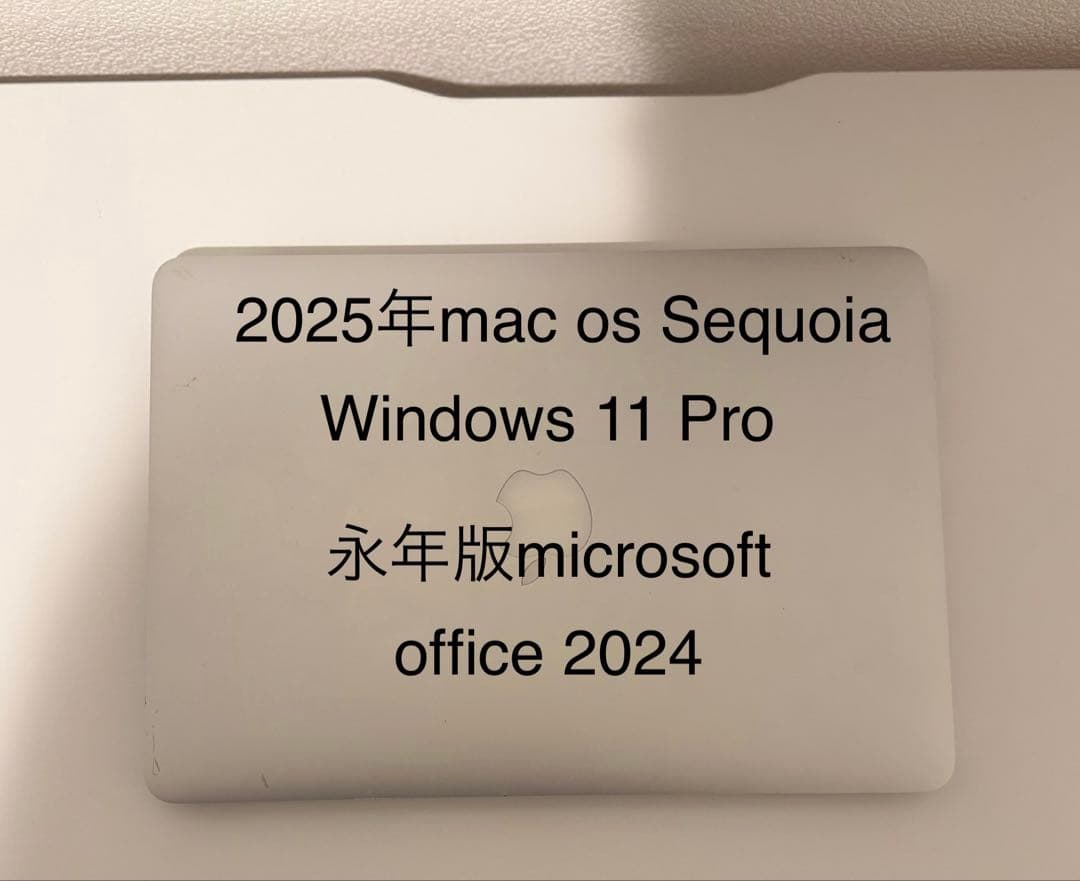 2025年mac os Sequoia
Windows 11 Pro
永年版microsoft
office 2024